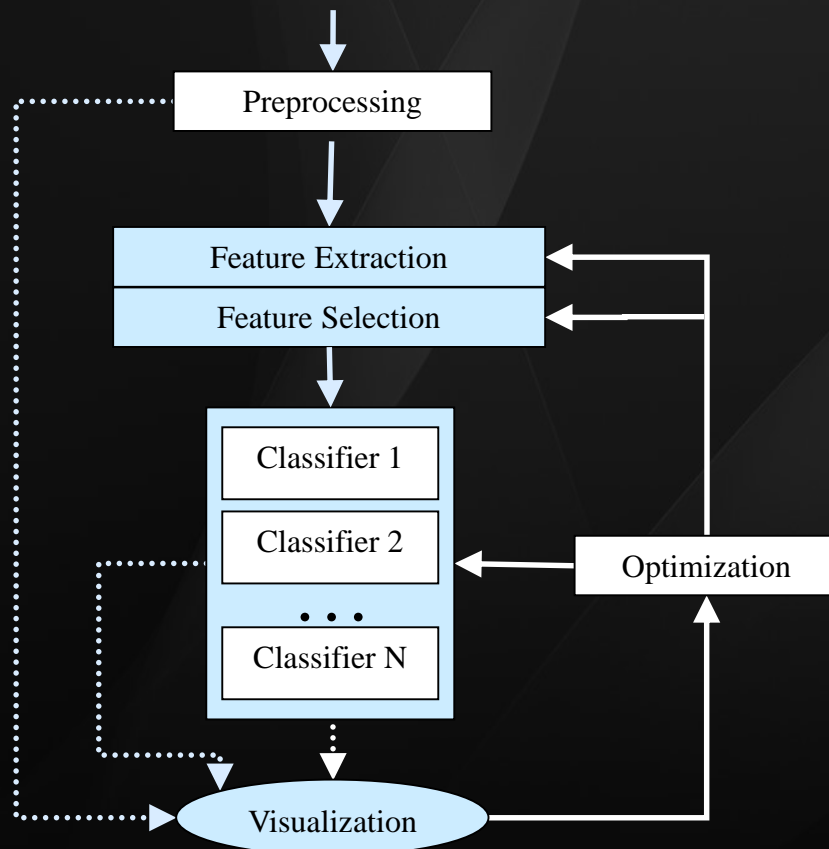 Preprocessing
Feature Extraction
Feature Selection
Classifier 1
Classifier 2
. . .
Classifier N
Optimization
Visualization